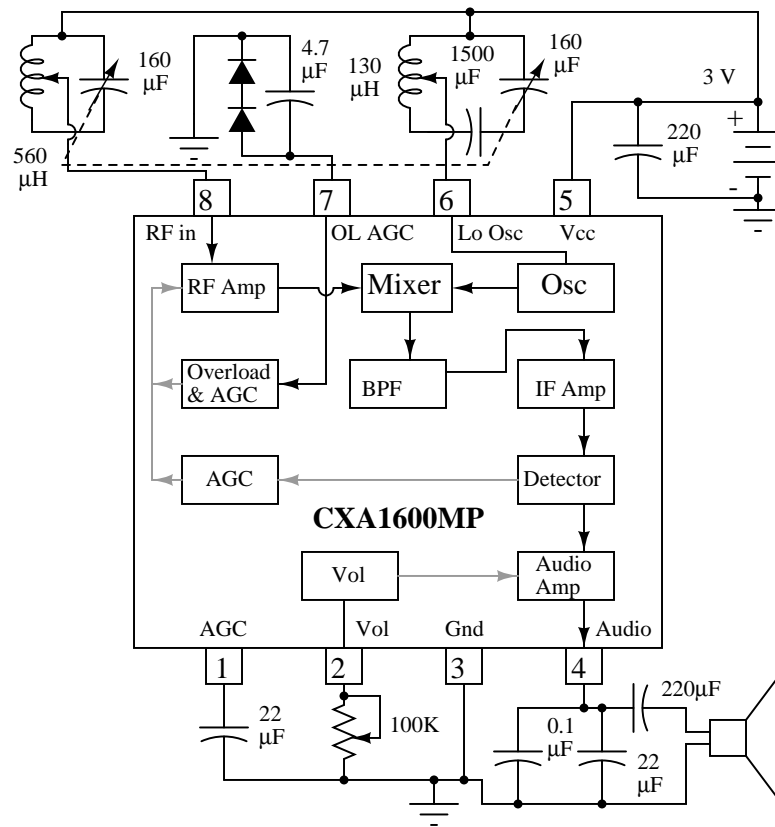 160
µF
4.7
µF
130
µH
1500
µF
160
µF
3 V
+
-
220
µF
560
µH
8
7
6
5
RF in
OL AGC
Lo Osc
Vcc
RF Amp
Mixer
Osc
Overload
& AGC
BPF
IF Amp
AGC
Detector
CXA1600MP
Vol
Audio
Amp
AGC
Vol
Gnd
Audio
1
2
3
4
22
µF
100K
0.1
µF
22
µF
220µF